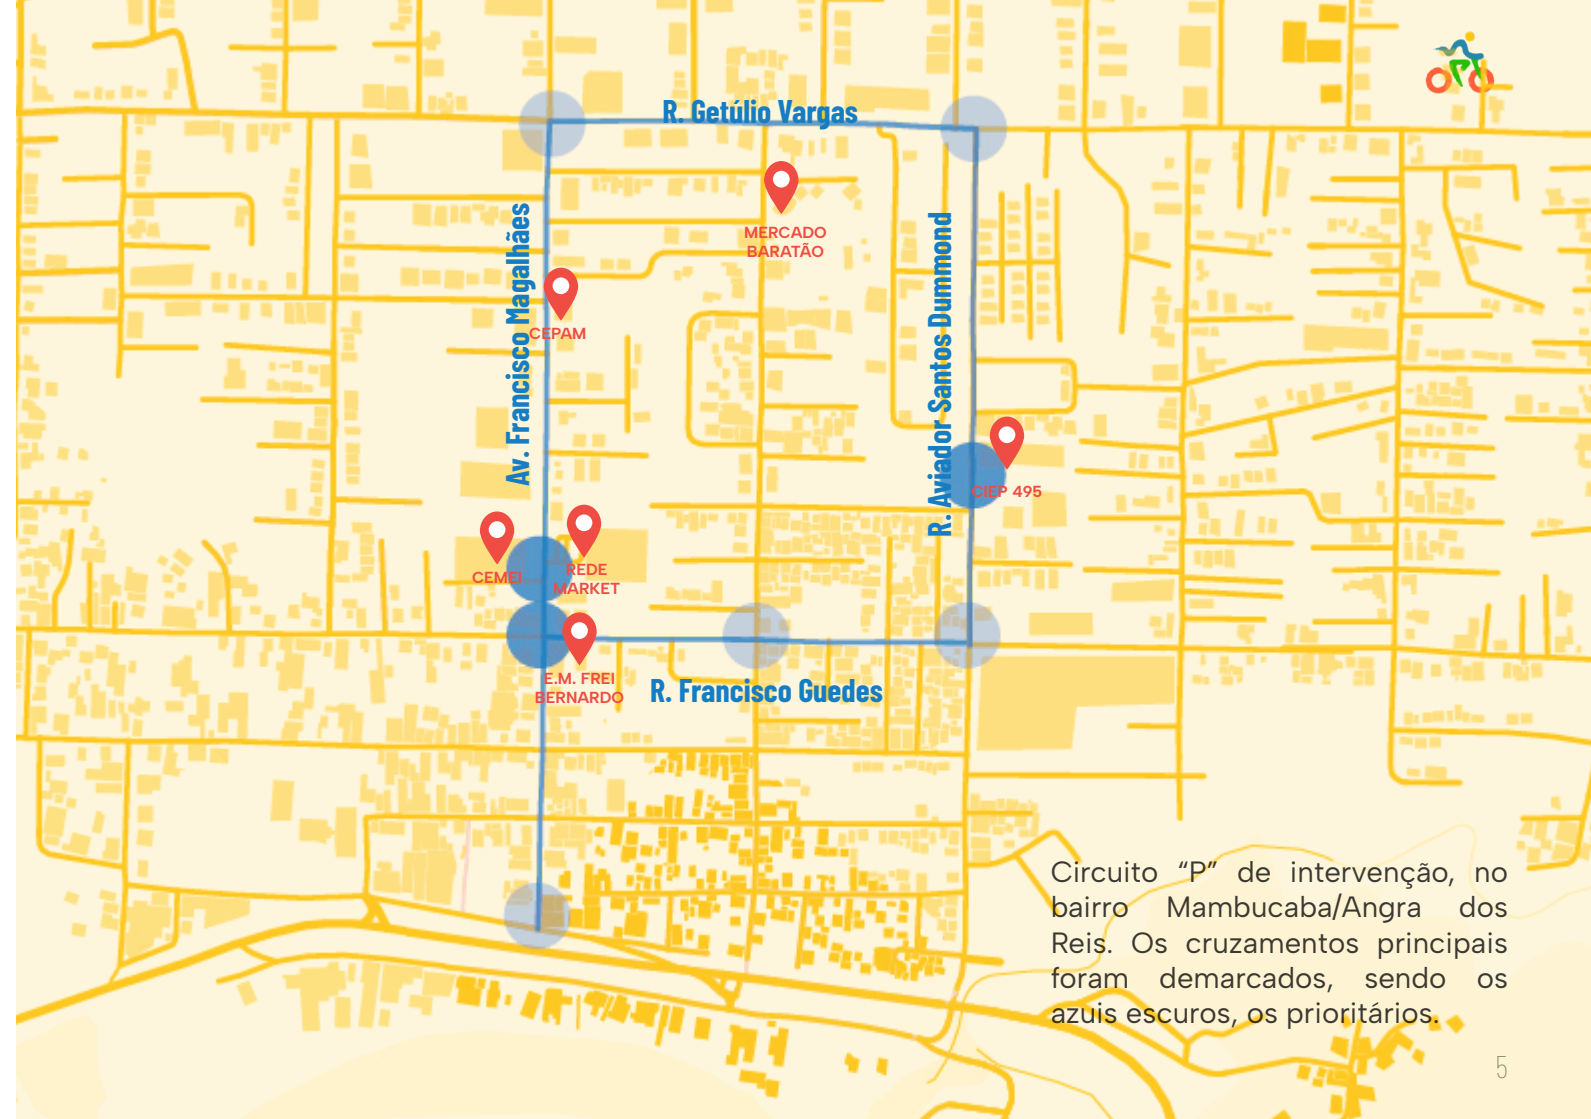 R. Getúlio Vargas
MERCADO
BARATÃO
Av. Francisco Magalhães
R. Aviador Santos Dummond
CEPAM
CIEP 495
CEMEI
REDE
MARKET
E.M. FREI
BERNARDO
R. Francisco Guedes
Circuito “P” de intervenção, no
bairro Mambucaba/Angra dos
Reis. Os cruzamentos principais
foram demarcados, sendo os
azuis escuros, os prioritários.
5